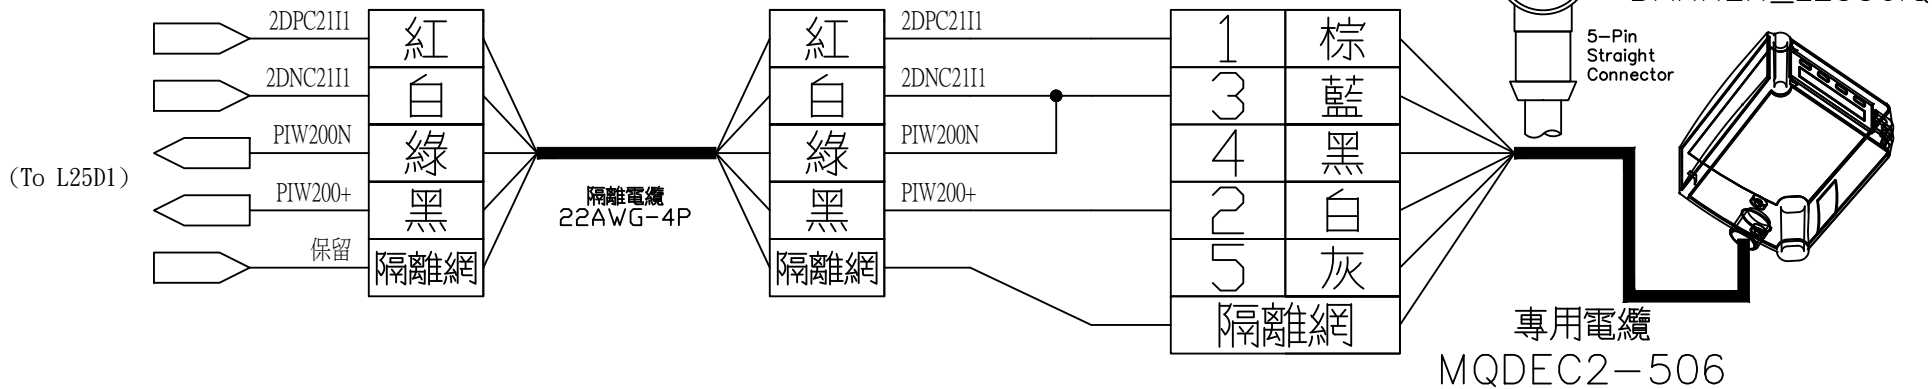 2DPC21I1 紅 紅 2DPC21I1 1 棕
2DNC21I1 白 白 2DNC21I1 3 藍
PIW200N 綠 綠 PIW200N 4 黑
PIW200+ 黑 黑 PIW200+ 2 白
保留 隔離網 隔離網 5 灰
隔離網
(To L25D1)
隔離電纜
22AWG-4P
5-Pin
Straight
Connector
專用電纜
MQDEC2-506